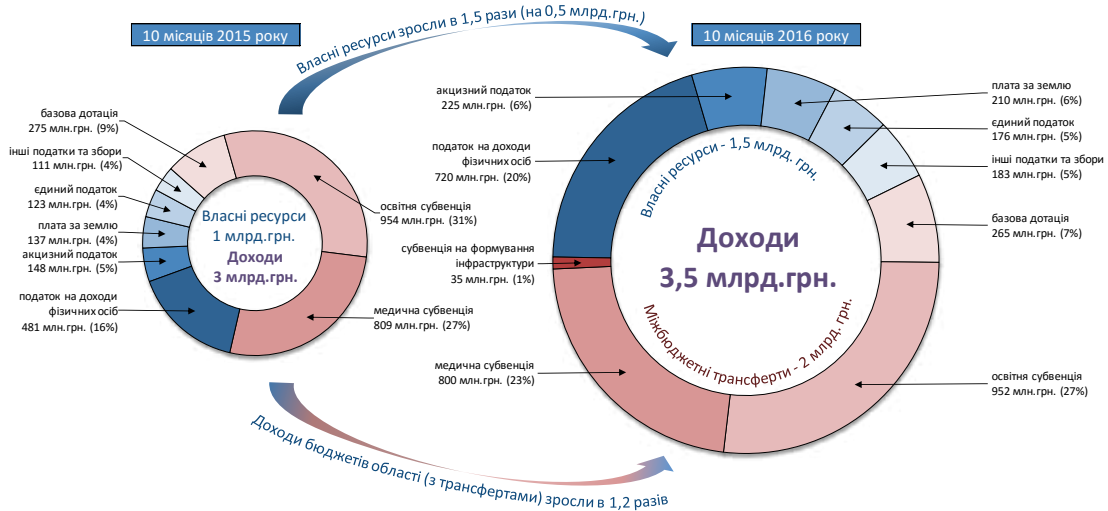 10 місяців 2015 року
Власні ресурси зросли в 1,5 рази (на 0,5 млрд.грн.)
10 місяців 2016 року
базова дотація
275 млн.грн. (9%)
інші податки та збори
111 млн.грн. (4%)
єдиний податок
123 млн.грн. (4%)
плата за землю
137 млн.грн. (4%)
акцизний податок
148 млн.грн. (5%)
податок на доходи
фізичних осіб
481 млн.грн. (16%)
Власні ресурси
1 млрд.грн.
Доходи
3 млрд.грн.
освітня субвенція
954 млн.грн. (31%)
медична субвенція
809 млн.грн. (27%)
акцизний податок
225 млн.грн. (6%)
податок на доходи
фізичних осіб
720 млн.грн. (20%)
субвенція на формування
інфраструктури
35 млн.грн. (1%)
медична субвенція
800 млн.грн. (23%)
Власні ресурси - 1,5 млрд. грн.
Доходи
3,5 млрд.грн.
Міжбюджетні трансферти - 2 млрд. грн.
плата за землю
210 млн.грн. (6%)
єдиний податок
176 млн.грн. (5%)
інші податки та збори
183 млн.грн. (5%)
базова дотація
265 млн.грн. (7%)
освітня субвенція
952 млн.грн. (27%)
Доходи бюджетів області (з трансфертами) зросли в 1,2 разів